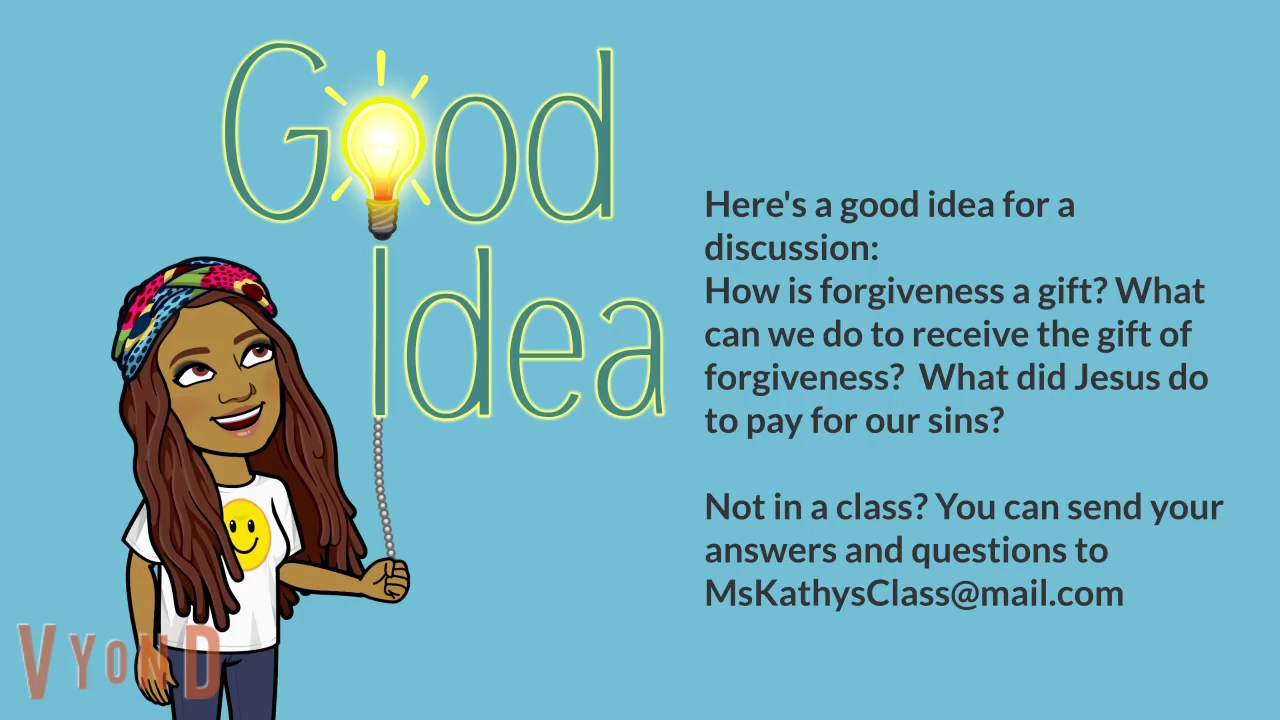 Good
Idea
Here's a good idea for a
discussion:
How is forgiveness a gift? What
can we do to receive the gift of
forgiveness?  What did Jesus do
to pay for our sins?
Not in a class? You can send your
answers and questions to
MsKathysClass@mail.com
VYOND